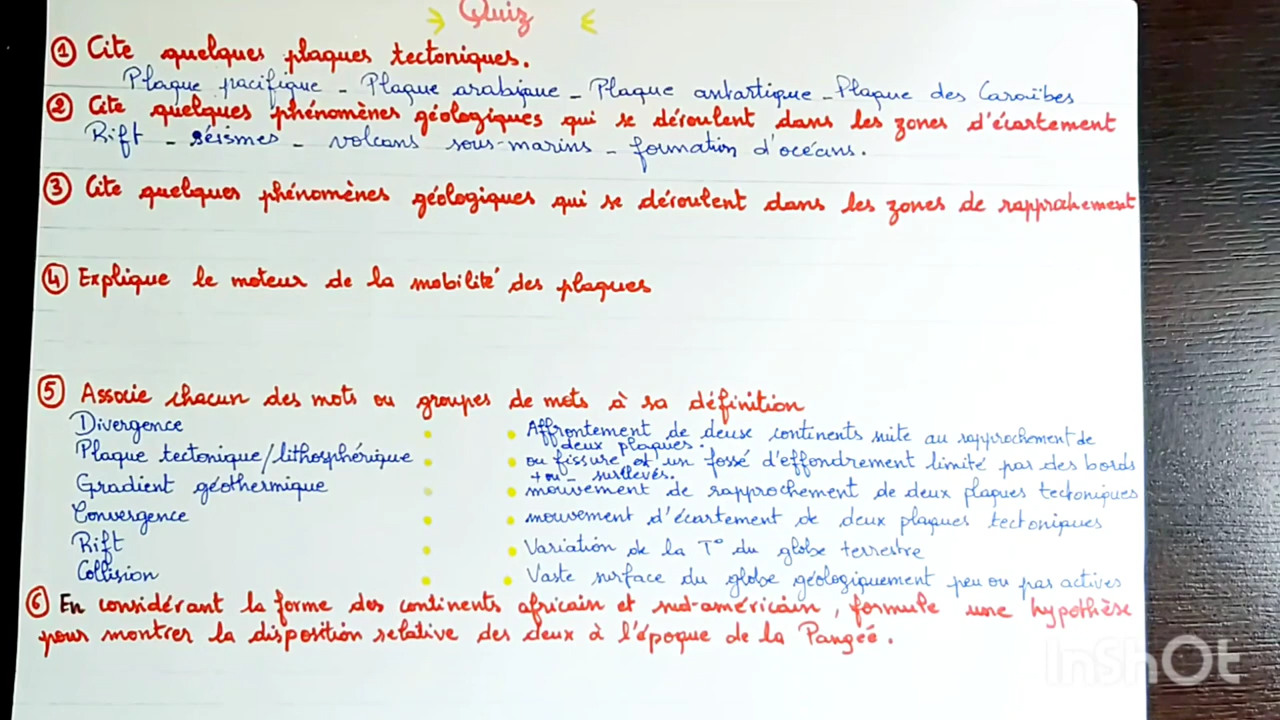 Quiz
① Cite quelques plaques tectoniques.
Plaque pacifique - Plaque arabique - Plaque antartique - Plaque des Caraïbes
② Cite quelques phénomènes géologiques qui se déroulent dans les zones d'écartement
Rift - séismes - volcans sous-marins - formation d'océans.
③ Cite quelques phénomènes géologiques qui se déroulent dans les zones de rapprochement
④ Explique le moteur de la mobilité des plaques
⑤ Associe chacun des mots ou groupes de mots à sa définition
Divergence • • Affrontement de deux continents suite au rapprochement de
deux plaques.
Plaque tectonique/lithosphérique • • ou fissure et un fossé d'effondrement limité par des bords
+ ou - surlevés.
Gradient géothermique • • mouvement de rapprochement de deux plaques tectoniques
Convergence • • mouvement d'écartement de deux plaques tectoniques
Rift • • Variation de la T° du globe terrestre
Collision • • Vaste surface du globe géologiquement peu ou pas actives
⑥ En considérant la forme des continents africain et sud-américain, formule une hypothèse
pour montrer la disposition relative des deux à l'époque de la Pangée.
InShOt